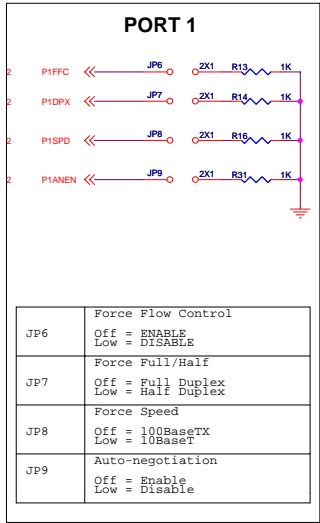 PORT 1
2 P1FFC JP6 2X1 R13 1K
2 P1DPX JP7 2X1 R14 1K
2 P1SPD JP8 2X1 R16 1K
2 P1ANEN JP9 2X1 R31 1K
JP6
Force Flow Control
Off = ENABLE
Low = DISABLE
JP7
Force Full/Half
Off = Full Duplex
Low = Half Duplex
JP8
Force Speed
Off = 100BaseTX
Low = 10BaseT
JP9
Auto-negotiation
Off = Enable
Low = Disable